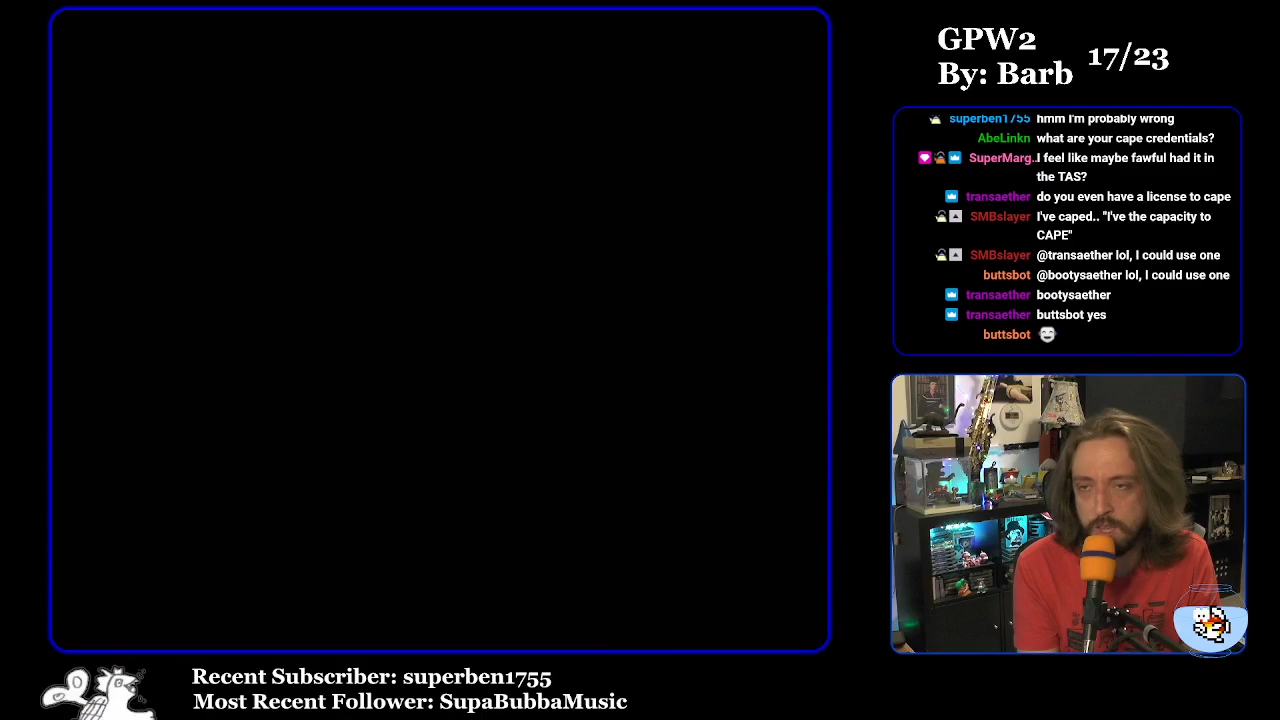 GPW2
By: Barb
17/23
superben1755 hmm I'm probably wrong
AbeLinkn what are your cape credentials?
SuperMarg.. I feel like maybe fawful had it in
the TAS?
transaether do you even have a license to cape
SMBslayer I've caped.. "I've the capacity to
CAPE"
SMBslayer @transaether lol, I could use one
buttsbot @bootysaether lol, I could use one
transaether bootysaether
transaether buttsbot yes
buttsbot
Recent Subscriber: superben1755
Most Recent Follower: SupaBubbaMusic